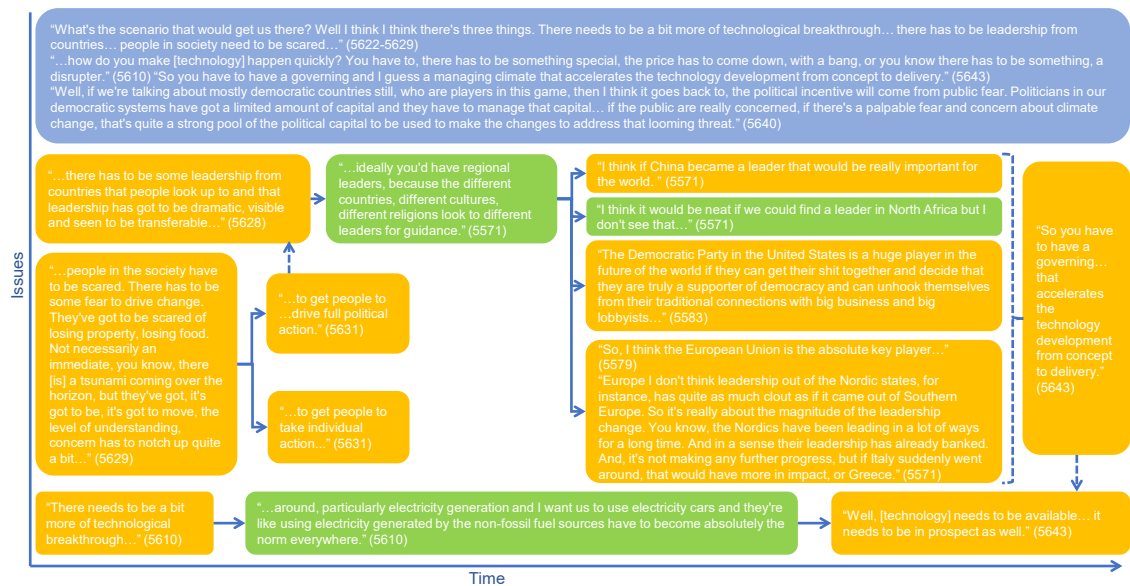 “What's the scenario that would get us there? Well I think I think there's three things. There needs to be a bit more of technological breakthrough… there has to be leadership from
countries… people in society need to be scared…” (5622-5629)
“…how do you make [technology] happen quickly? You have to, there has to be something special, the price has to come down, with a bang, or you know there has to be something, a
disrupter.” (5610) “So you have to have a governing and I guess a managing climate that accelerates the technology development from concept to delivery.” (5643)
“Well, if we're talking about mostly democratic countries still, who are players in this game, then I think it goes back to, the political incentive will come from public fear. Politicians in our
democratic systems have got a limited amount of capital and they have to manage that capital… if the public are really concerned, if there's a palpable fear and concern about climate
change, that's quite a strong pool of the political capital to be used to make the changes to address that looming threat.” (5640)
“…there has to be some leadership from
countries that people look up to and that
leadership has got to be dramatic, visible
and seen to be transferable…” (5628)
“…ideally you'd have regional
leaders, because the different
countries, different cultures,
different religions look to different
leaders for guidance.” (5571)
“I think if China became a leader that would be really important for
the world. ” (5571)
“I think it would be neat if we could find a leader in North Africa but I
don't see that…” (5571)
“The Democratic Party in the United States is a huge player in the
future of the world if they can get their shit together and decide that
they are truly a supporter of democracy and can unhook themselves
from their traditional connections with big business and big
lobbyists…” (5583)
“So, I think the European Union is the absolute key player…”
(5579)
“Europe I don't think leadership out of the Nordic states, for
instance, has quite as much clout as if it came out of Southern
Europe. So it's really about the magnitude of the leadership
change. You know, the Nordics have been leading in a lot of ways
for a long time. And in a sense their leadership has already banked.
And, it's not making any further progress, but if Italy suddenly went
around, that would have more in impact, or Greece.” (5571)
“So you have
to have a
governing…
that
accelerates
the
technology
development
from concept
to delivery.”
(5643)
“…people in the society have
to be scared. There has to be
some fear to drive change.
They've got to be scared of
losing property, losing food.
Not necessarily an
immediate, you know, there
[is] a tsunami coming over the
horizon, but they've got, it's
got to be, it's got to move, the
level of understanding,
concern has to notch up quite
a bit…” (5629)
“…to get people to
…drive full political
action.” (5631)
“…to get people to
take individual
action...” (5631)
“There needs to be a bit
more of technological
breakthrough…” (5610)
“…around, particularly electricity generation and I want us to use electricity cars and they're
like using electricity generated by the non-fossil fuel sources have to become absolutely the
norm everywhere.” (5610)
“Well, [technology] needs to be available… it
needs to be in prospect as well.” (5643)
Issues
Time